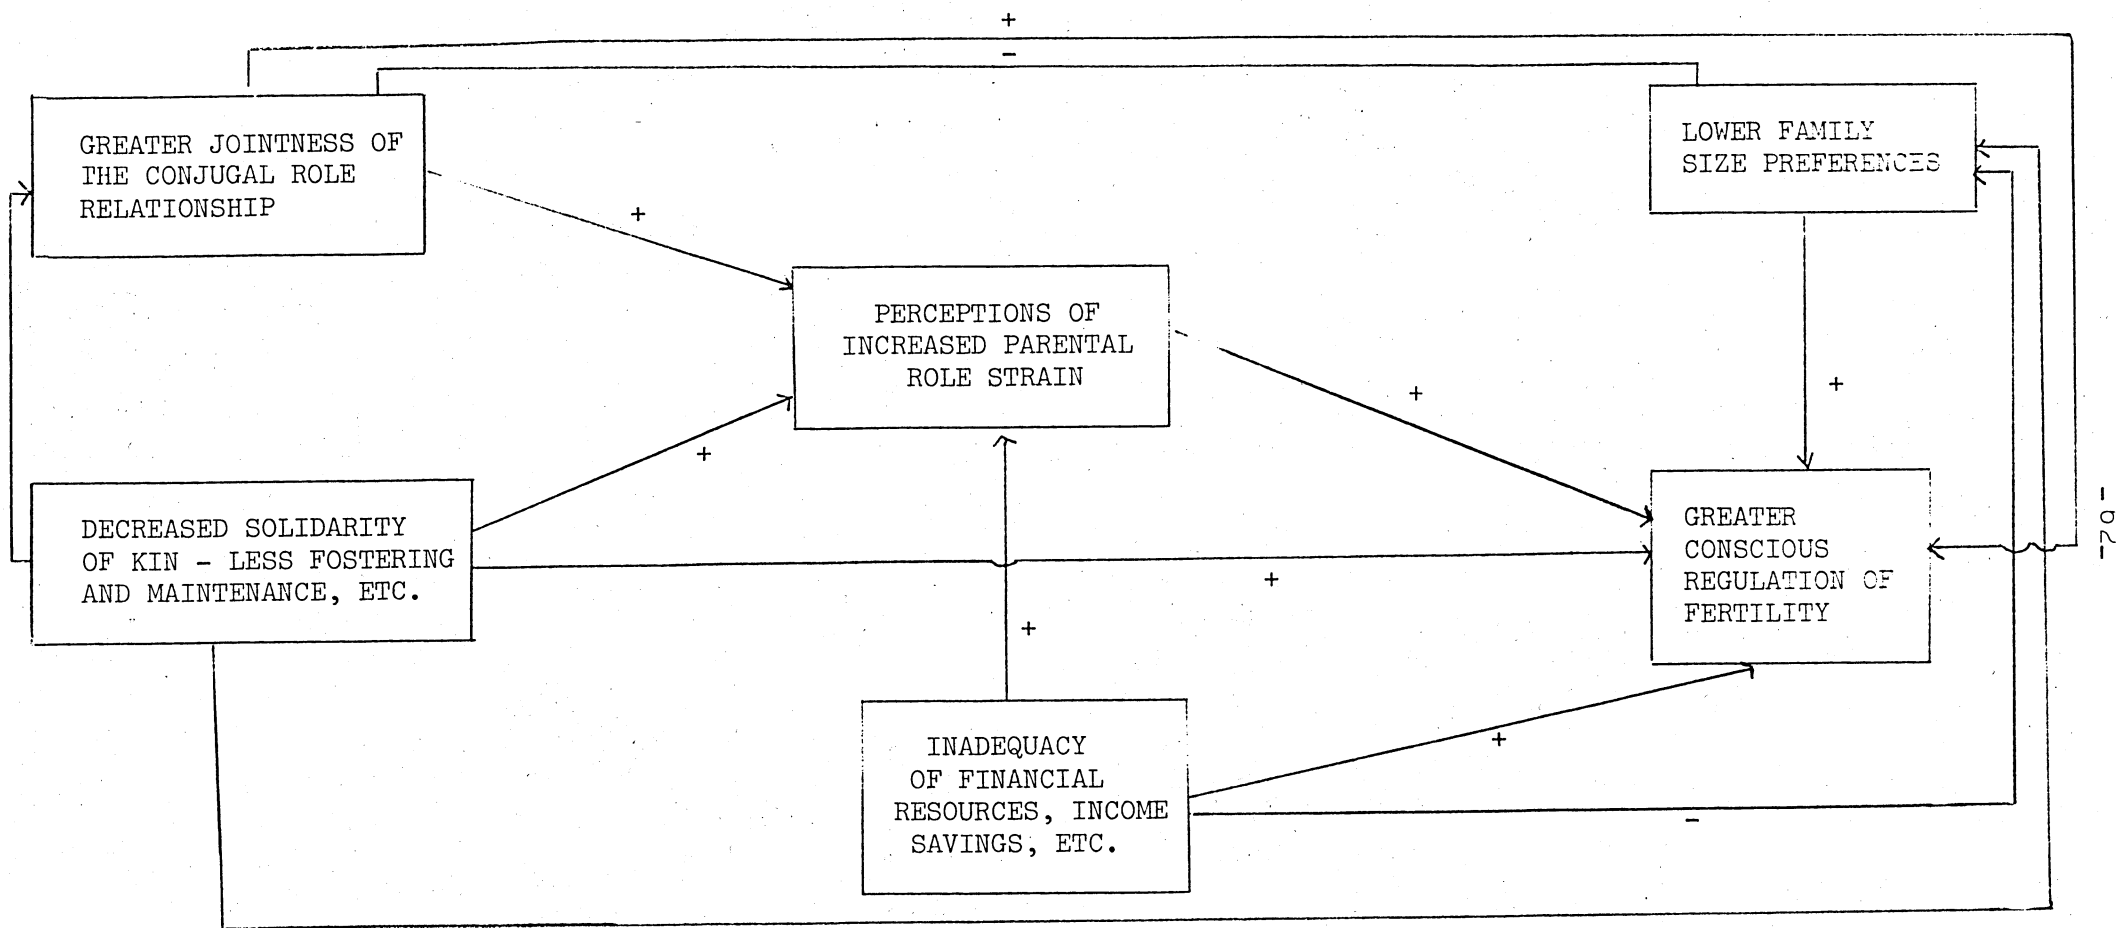 +
-
GREATER JOINTNESS OF
THE CONJUGAL ROLE
RELATIONSHIP
LOWER FAMILY
SIZE PREFERENCES
+
PERCEPTIONS OF
INCREASED PARENTAL
ROLE STRAIN
+
+
+
DECREASED SOLIDARITY
OF KIN - LESS FOSTERING
AND MAINTENANCE, ETC.
GREATER
CONSCIOUS
REGULATION OF
FERTILITY
-7a-
+
+
INADEQUACY
OF FINANCIAL
RESOURCES, INCOME
SAVINGS, ETC.
+
-